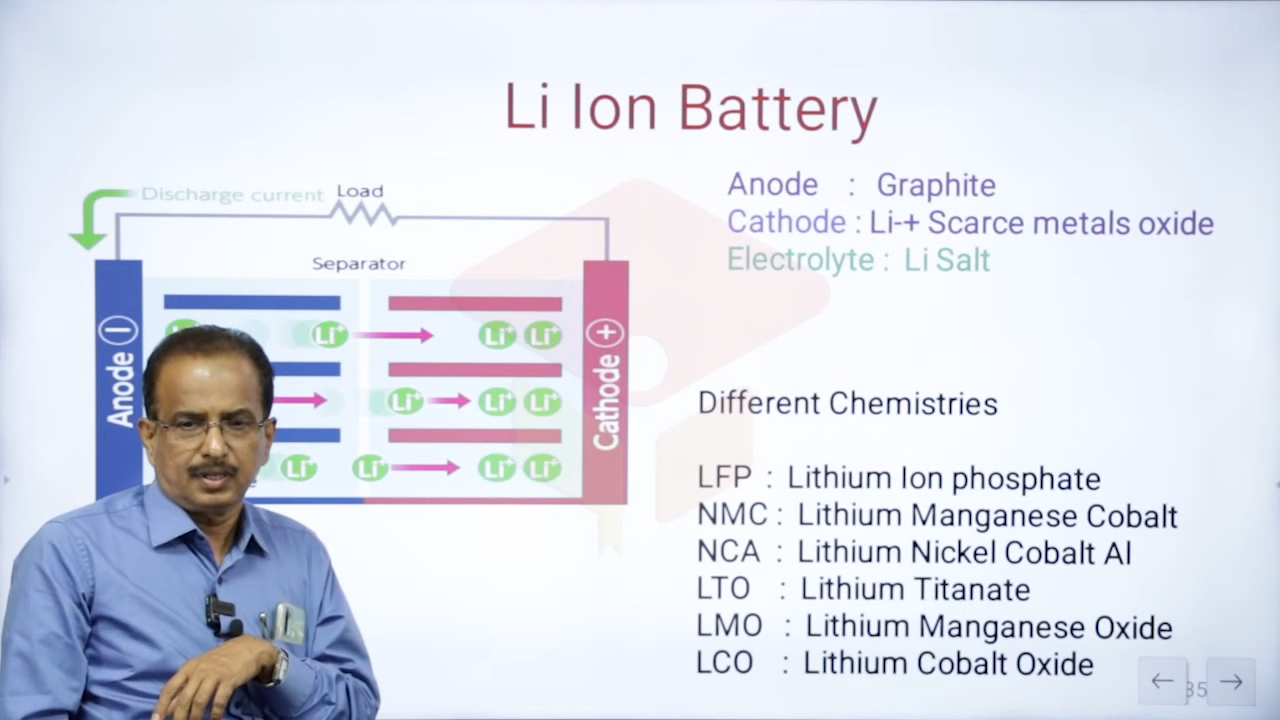 Li Ion Battery
Discharge current
Load
Separator
Anode
Cathode
Li+ Li+ Li+
Li+ Li+ Li+
Li+ Li+ Li+ Li+
Anode : Graphite
Cathode : Li-+ Scarce metals oxide
Electrolyte : Li Salt
Different Chemistries
LFP : Lithium Ion phosphate
NMC : Lithium Manganese Cobalt
NCA : Lithium Nickel Cobalt Al
LTO : Lithium Titanate
LMO : Lithium Manganese Oxide
LCO : Lithium Cobalt Oxide